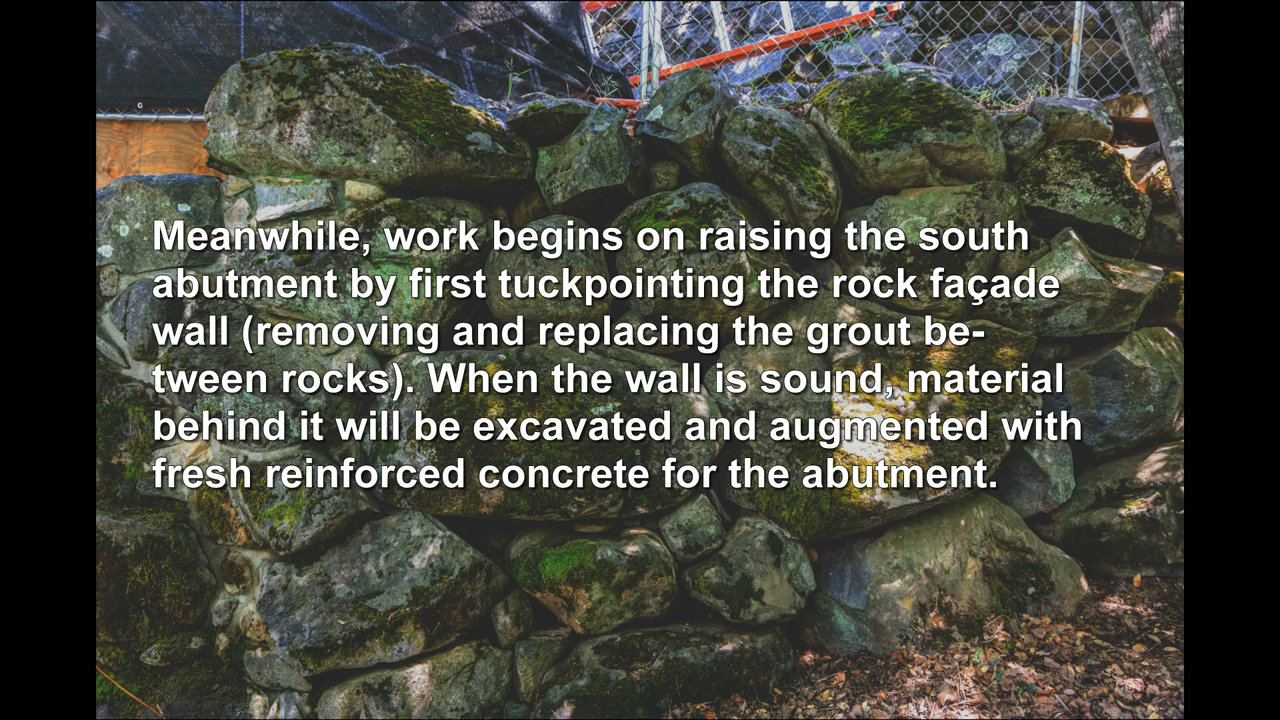 Meanwhile, work begins on raising the south
abutment by first tuckpointing the rock façade
wall (removing and replacing the grout be-
tween rocks). When the wall is sound, material
behind it will be excavated and augmented with
fresh reinforced concrete for the abutment.